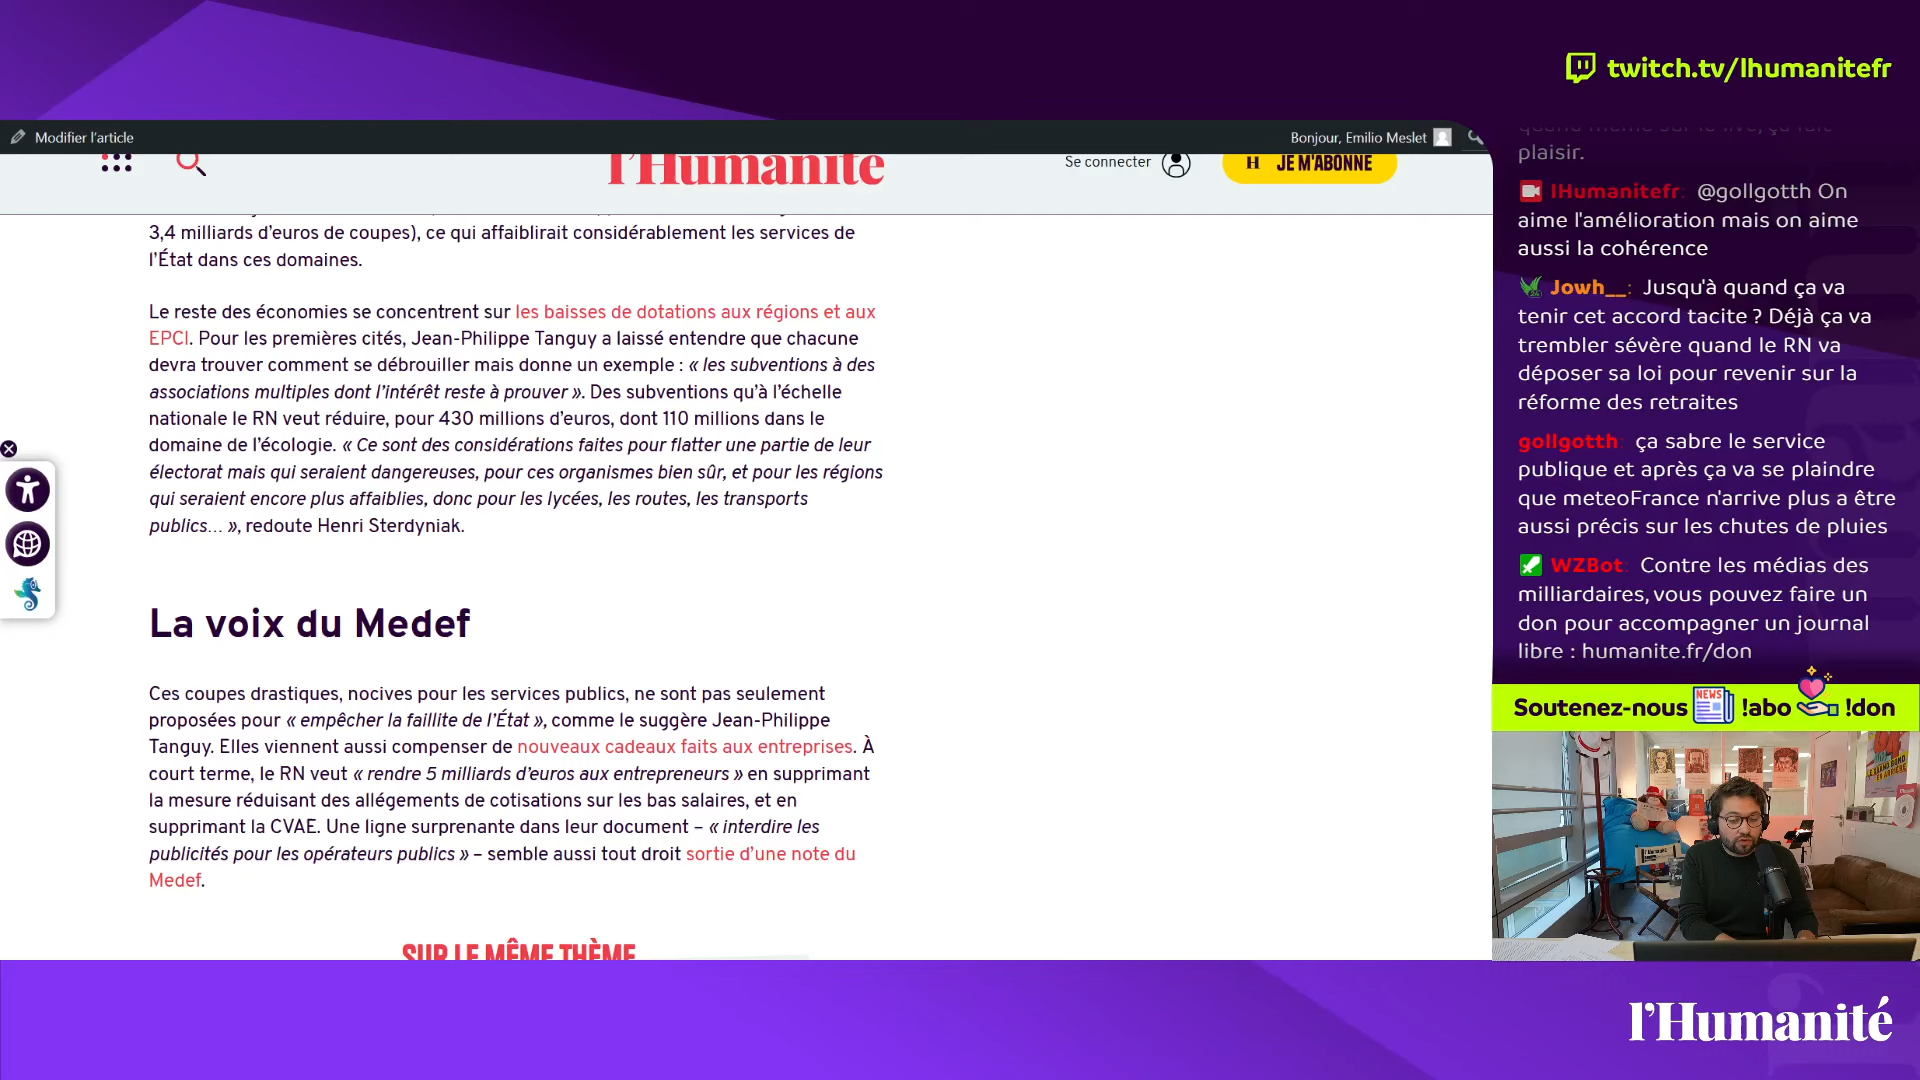 twitch.tv/lhumanitefr
Modifier l'article
Bonjour, Emilio Meslet
l'Humanité
Se connecter
H JE M'ABONNE
3,4 milliards d'euros de coupes), ce qui affaiblirait considérablement les services de
l'État dans ces domaines.
Le reste des économies se concentrent sur les baisses de dotations aux régions et aux
EPCI. Pour les premières cités, Jean-Philippe Tanguy a laissé entendre que chacune
devra trouver comment se débrouiller mais donne un exemple : « les subventions à des
associations multiples dont l'intérêt reste à prouver ». Des subventions qu'à l'échelle
nationale le RN veut réduire, pour 430 millions d'euros, dont 110 millions dans le
domaine de l'écologie. « Ce sont des considérations faites pour flatter une partie de leur
électorat mais qui seraient dangereuses, pour ces organismes bien sûr, et pour les régions
qui seraient encore plus affaiblies, donc pour les lycées, les routes, les transports
publics… », redoute Henri Sterdyniak.
La voix du Medef
Ces coupes drastiques, nocives pour les services publics, ne sont pas seulement
proposées pour « empêcher la faillite de l'État », comme le suggère Jean-Philippe
Tanguy. Elles viennent aussi compenser de nouveaux cadeaux faits aux entreprises. À
court terme, le RN veut « rendre 5 milliards d'euros aux entrepreneurs » en supprimant
la mesure réduisant des allégements de cotisations sur les bas salaires, et en
supprimant la CVAE. Une ligne surprenante dans leur document – « interdire les
publicités pour les opérateurs publics » – semble aussi tout droit sortie d'une note du
Medef.
SUR LE MÊME THÈME
quand même sur le live, ça fait
plaisir.
lHumanitefr: @gollgotth On
aime l'amélioration mais on aime
aussi la cohérence
Jowh__: Jusqu'à quand ça va
tenir cet accord tacite ? Déjà ça va
trembler sévère quand le RN va
déposer sa loi pour revenir sur la
réforme des retraites
gollgotth: ça sabre le service
publique et après ça va se plaindre
que meteoFrance n'arrive plus a être
aussi précis sur les chutes de pluies
WZBot: Contre les médias des
milliardaires, vous pouvez faire un
don pour accompagner un journal
libre : humanite.fr/don
Soutenez-nous NEWS !abo !don
l'Humanité